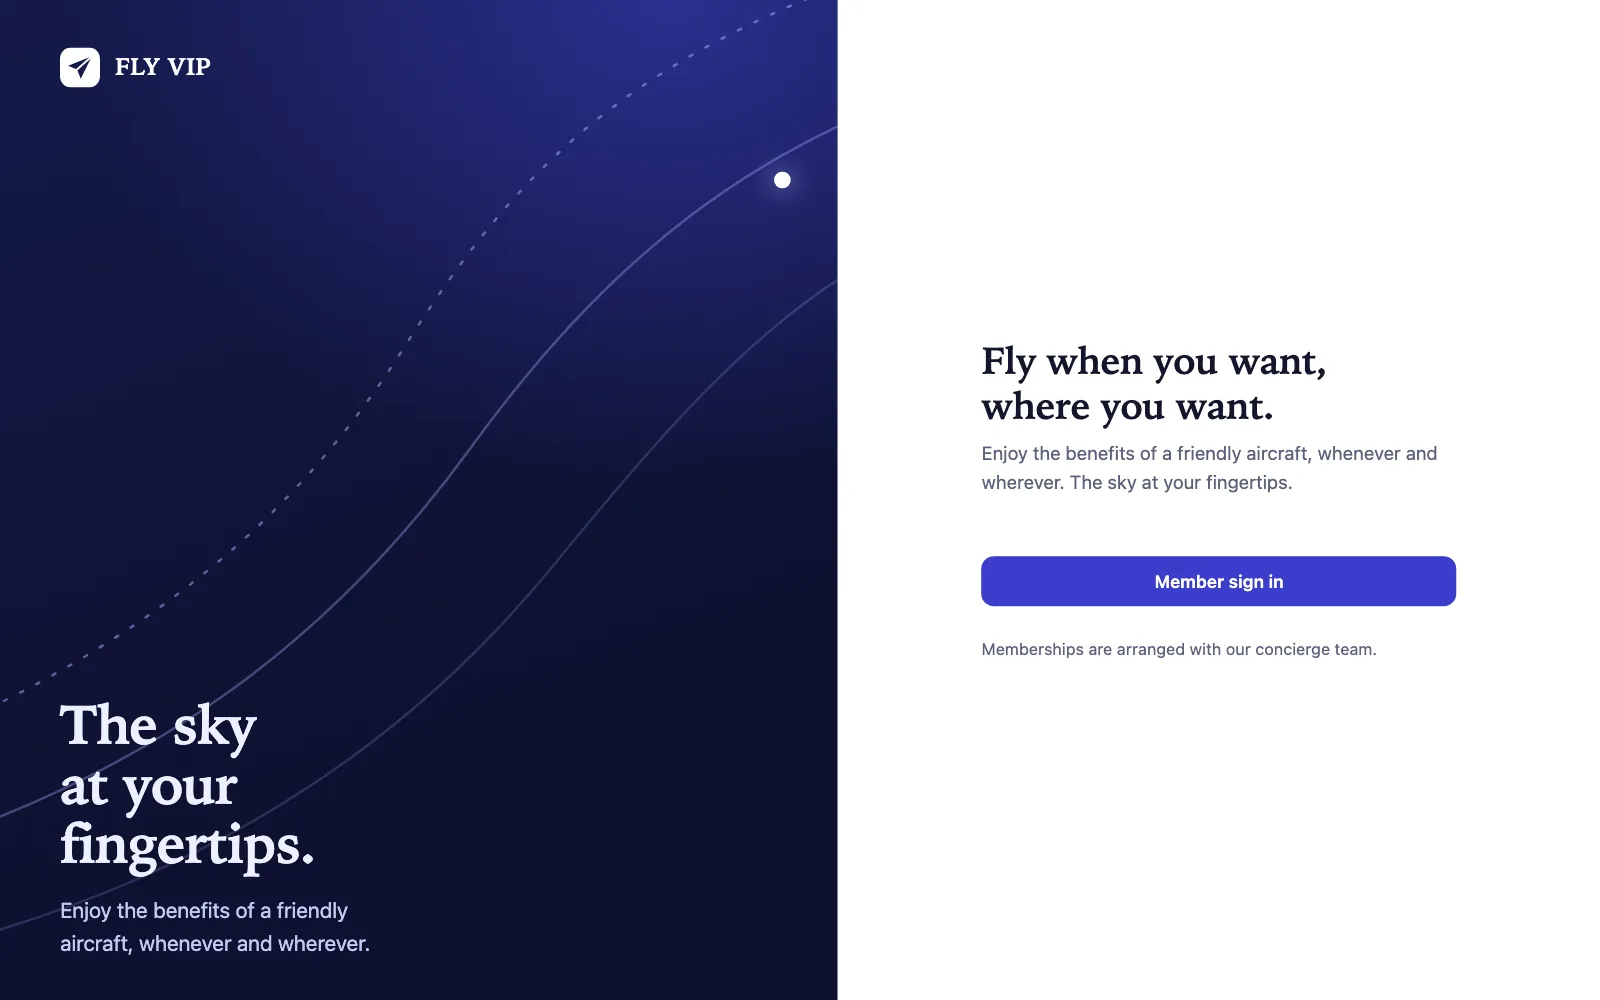 FLY VIP
The sky
at your
fingertips.
Enjoy the benefits of a friendly
aircraft, whenever and wherever.
Fly when you want,
where you want.
Enjoy the benefits of a friendly aircraft, whenever and
wherever. The sky at your fingertips.
Member sign in
Memberships are arranged with our concierge team.